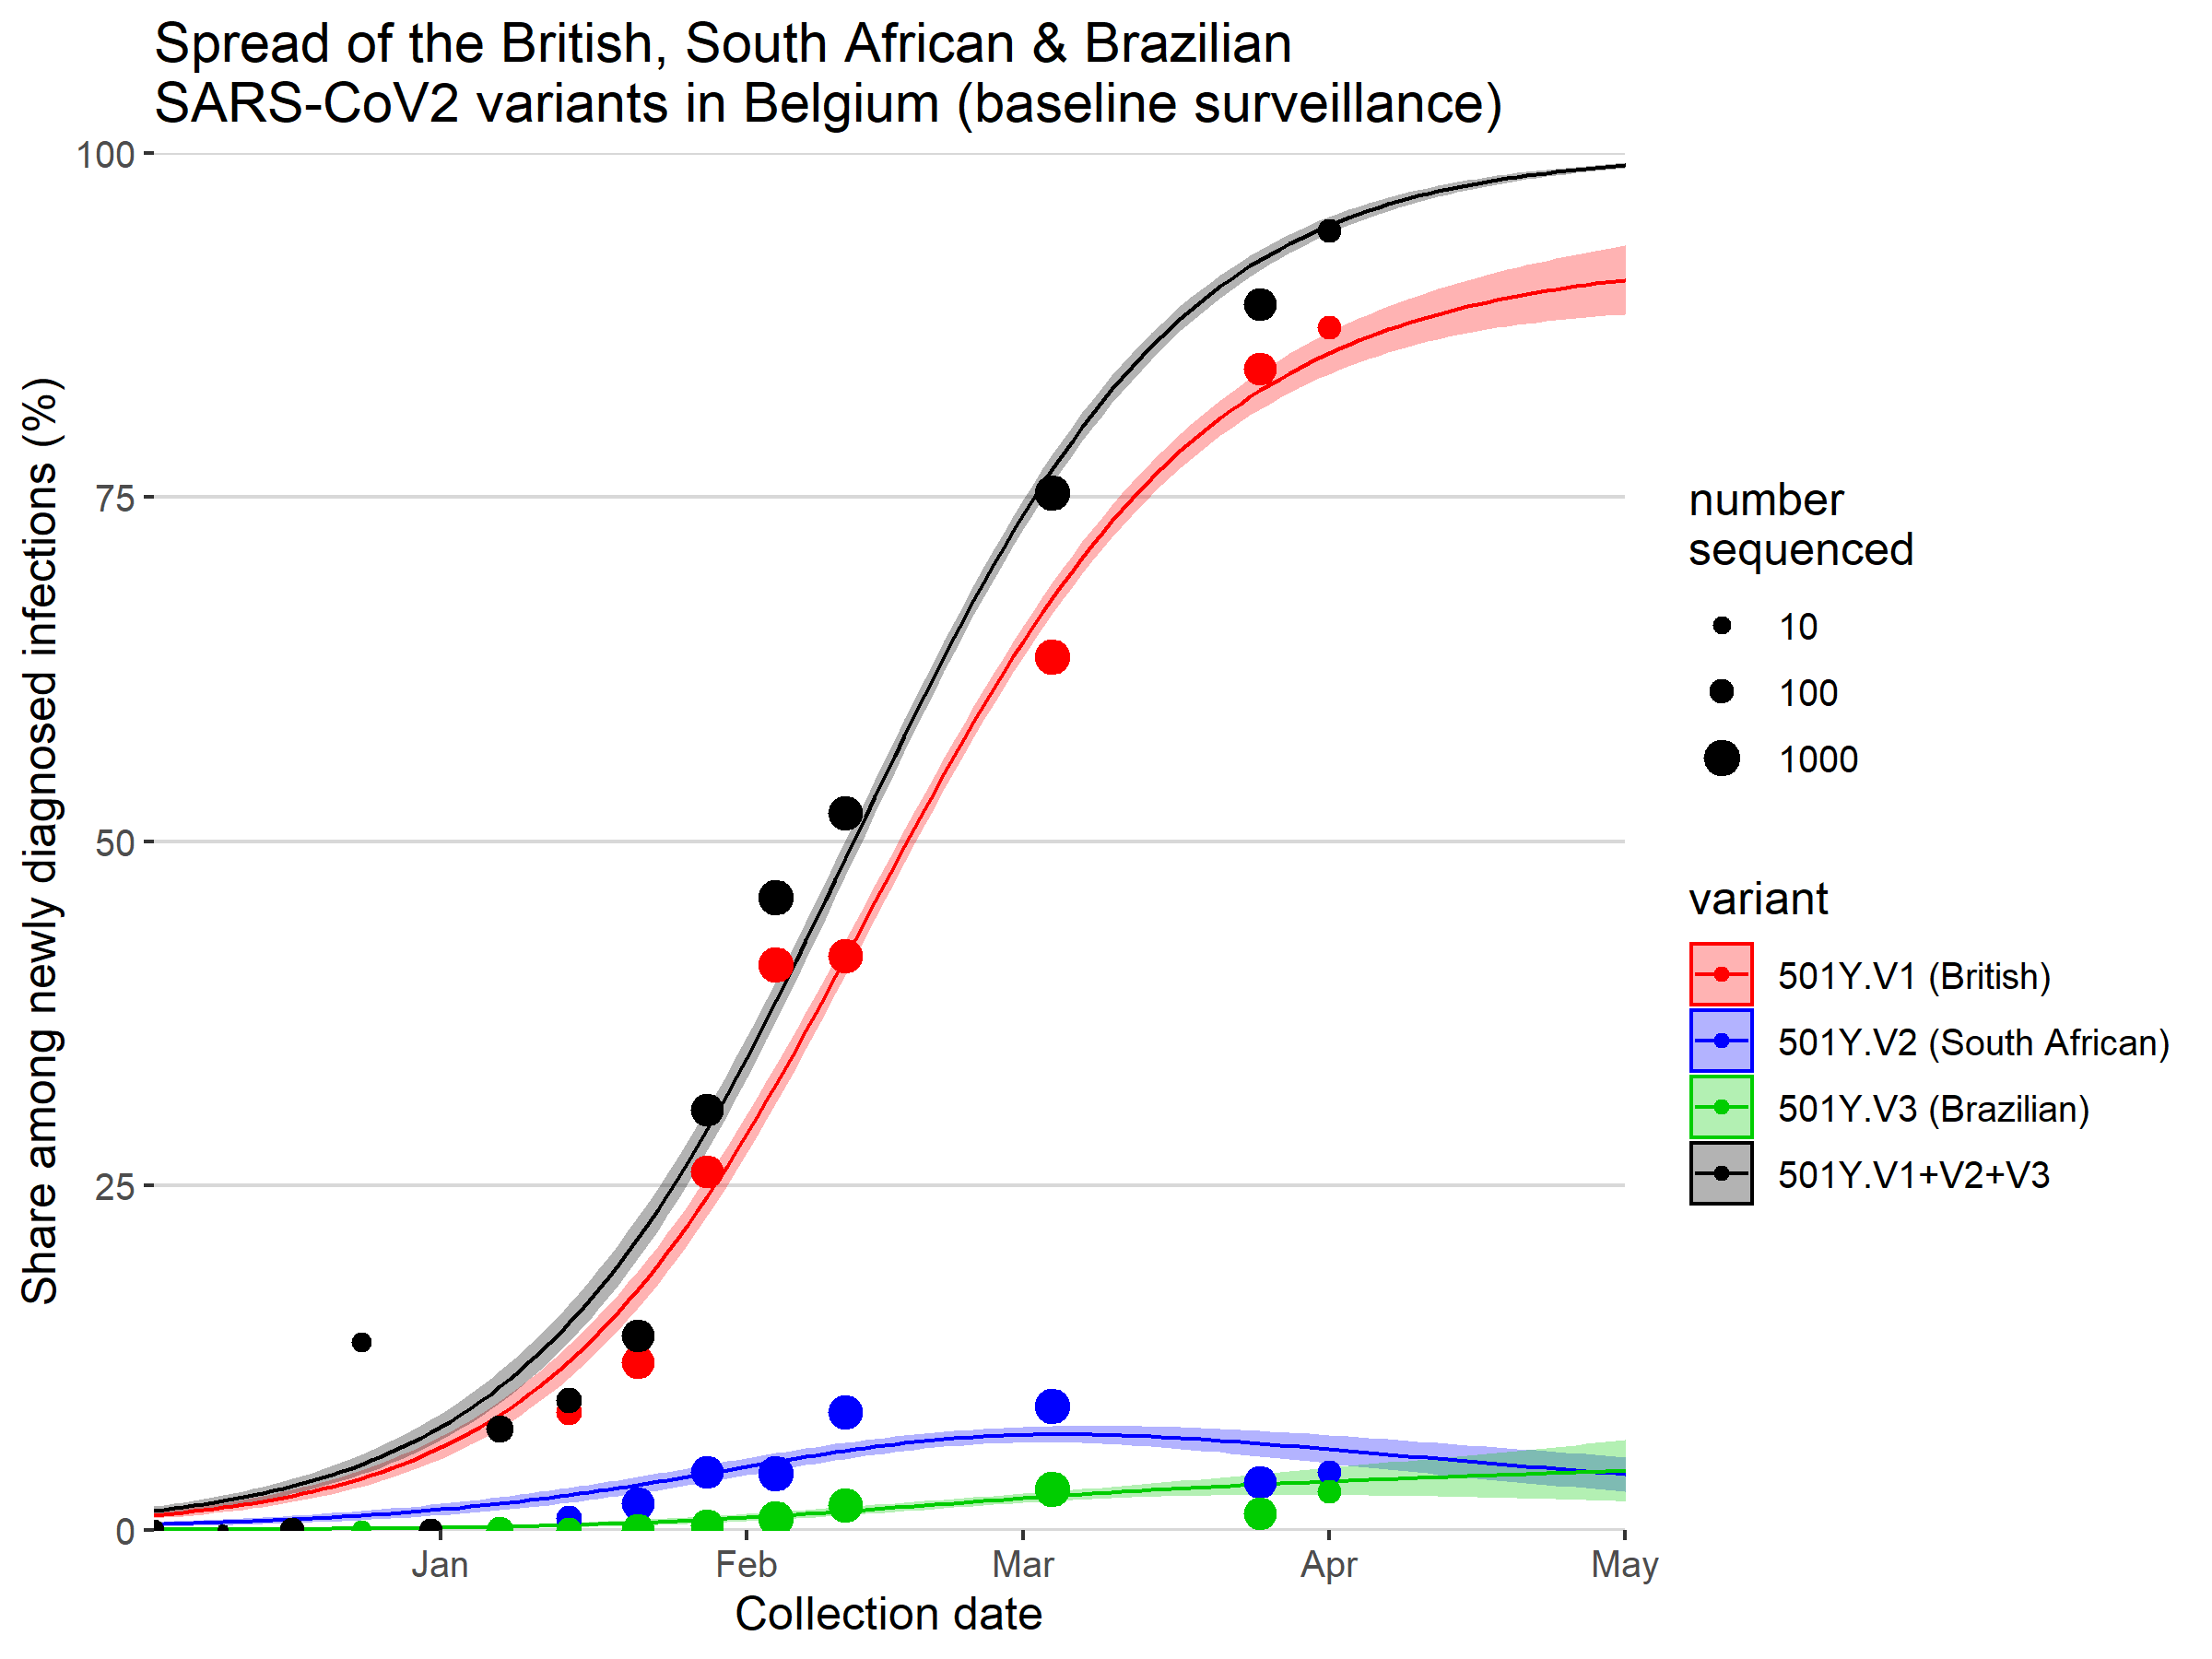 Spread of the British, South African & Brazilian
SARS-CoV2 variants in Belgium (baseline surveillance)
Share among newly diagnosed infections (%)
100
75
50
25
0
Jan
Feb
Mar
Apr
May
Collection date
number
sequenced
10
100
1000
variant
501Y.V1 (British)
501Y.V2 (South African)
501Y.V3 (Brazilian)
501Y.V1+V2+V3